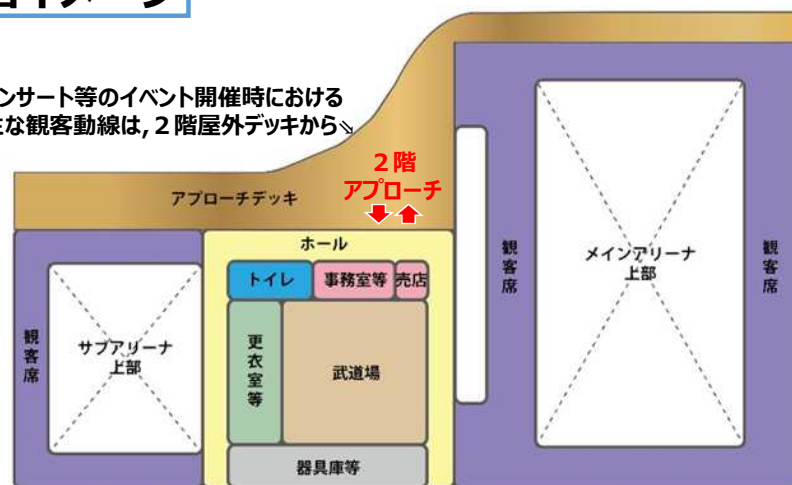 ンサート等のイベント開催時における
な観客動線は,２階屋外デッキから⇘
２階
アプローチ
アプローチデッキ
ホール
トイレ
事務室等
売店
観客席
メインアリーナ
上部
観客席
観客席
サブアリーナ
上部
更衣室等
武道場
器具庫等